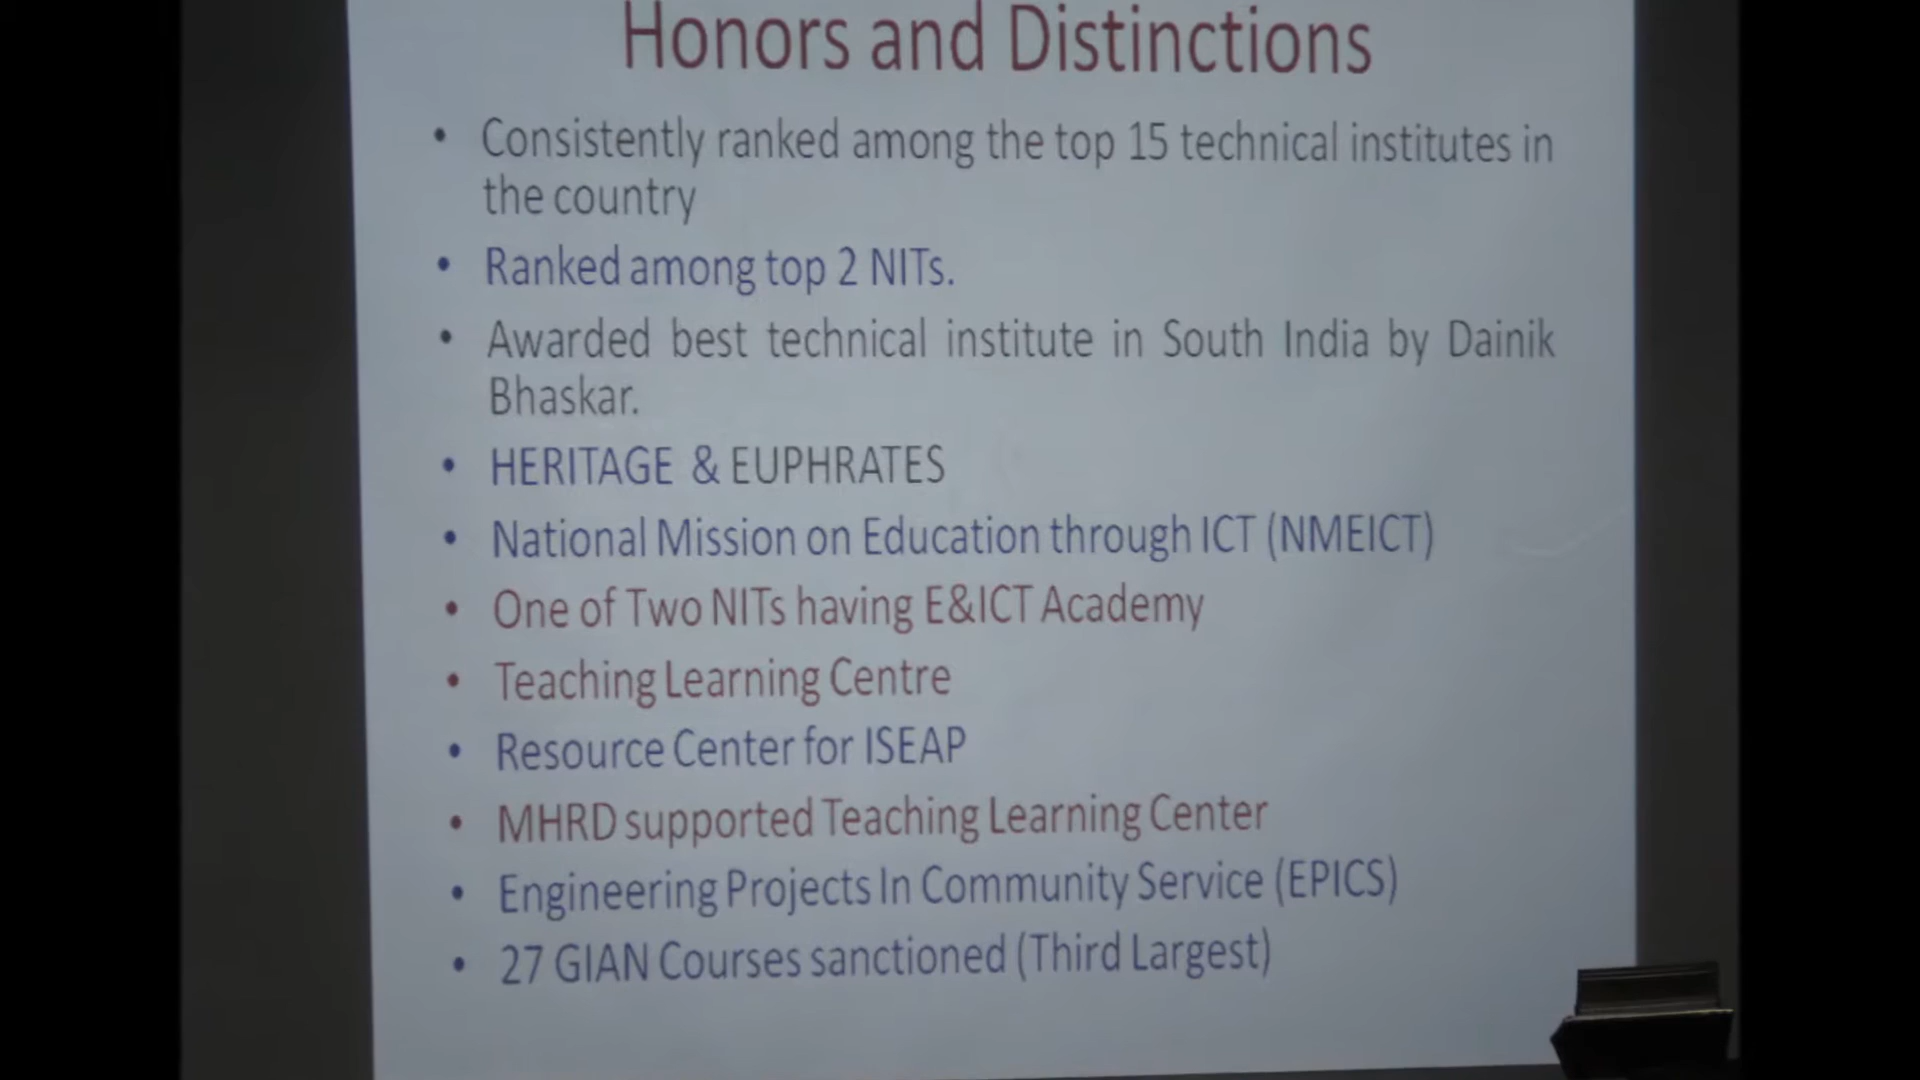 Honors and Distinctions
• Consistently ranked among the top 15 technical institutes in
the country
• Ranked among top 2 NITs.
• Awarded best technical institute in South India by Dainik
Bhaskar.
• HERITAGE & EUPHRATES
• National Mission on Education through ICT (NMEICT)
• One of Two NITs having E&ICT Academy
• Teaching Learning Centre
• Resource Center for ISEAP
• MHRD supported Teaching Learning Center
• Engineering Projects In Community Service (EPICS)
• 27 GIAN Courses sanctioned (Third Largest)